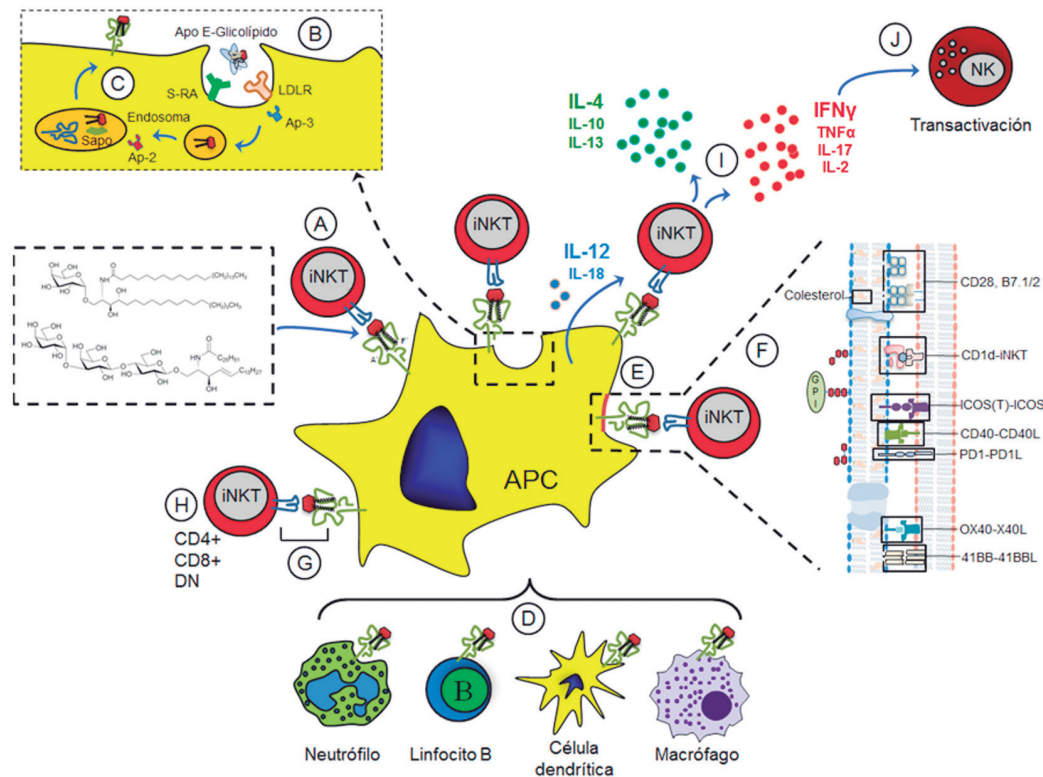 Apo E-Glicolípido
B
C
S-RA
LDLR
Ap-3
Endosoma
Sapo
Ap-2
J
NK
Transactivación
IL-4
IL-10
IL-13
IFNγ
TNFα
IL-17
IL-2
I
A
iNKT
iNKT
iNKT
IL-12
IL-18
A'
F'
Colesterol
CD28, B7.1/2
F
CD1d-iNKT
GPI
E
iNKT
ICOS(T)-ICOS
CD40-CD40L
PD1-PD1L
APC
H
iNKT
G
CD4+
CD8+
DN
OX40-X40L
41BB-41BBL
D
B
Neutrófilo
Linfocito B
Célula
dendrítica
Macrófago